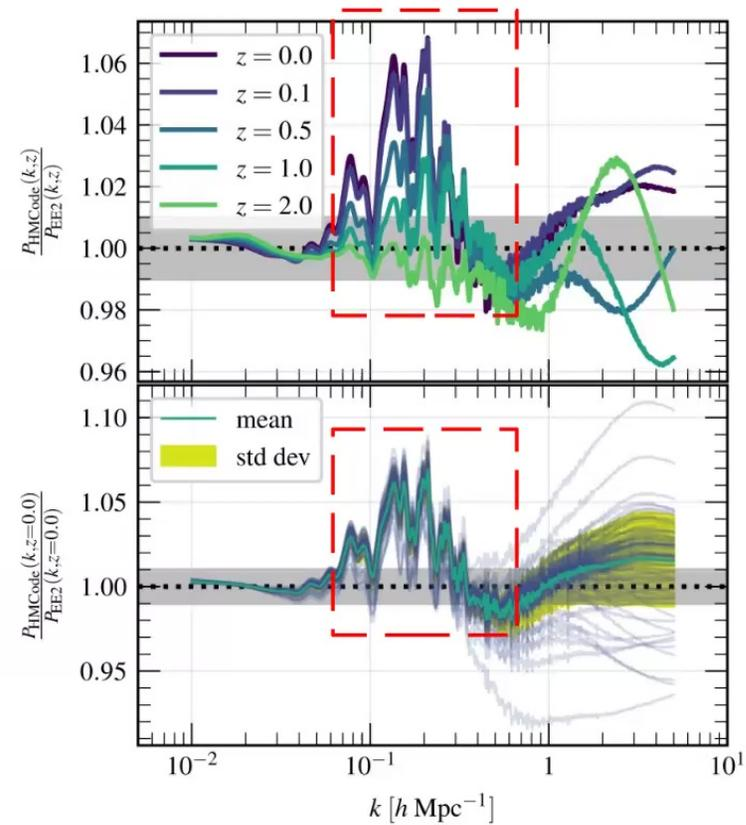 z = 0.0
z = 0.1
z = 0.5
z = 1.0
z = 2.0
P_HMCode(k,z)
P_EE2(k,z)
1.06
1.04
1.02
1.00
0.98
0.96
mean
std dev
P_HMCode(k,z=0.0)
P_EE2(k,z=0.0)
1.10
1.05
1.00
0.95
10⁻² 10⁻¹ 1 10¹
k [h Mpc⁻¹]